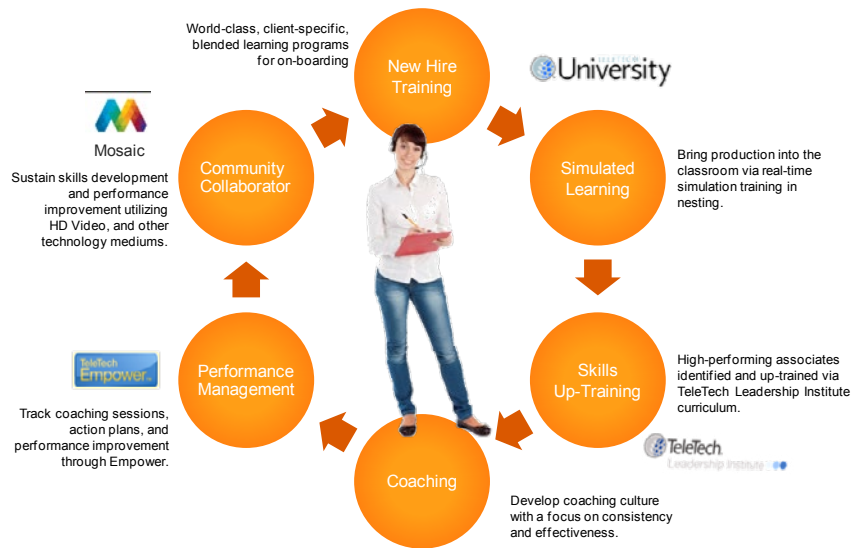 World-class, client-specific,
blended learning programs
for on-boarding
New Hire
Training
TELETECH
University
Mosaic
Community
Collaborator
Simulated
Learning
Sustain skills development
and performance
improvement utilizing
HD Video, and other
technology mediums.
Bring production into the
classroom via real-time
simulation training in
nesting.
TeleTech
Empower
Performance
Management
Skills
Up-Training
High-performing associates
identified and up-trained via
TeleTech Leadership Institute
curriculum.
Track coaching sessions,
action plans, and
performance improvement
through Empower.
TeleTech
Leadership Institute
Coaching
Develop coaching culture
with a focus on consistency
and effectiveness.